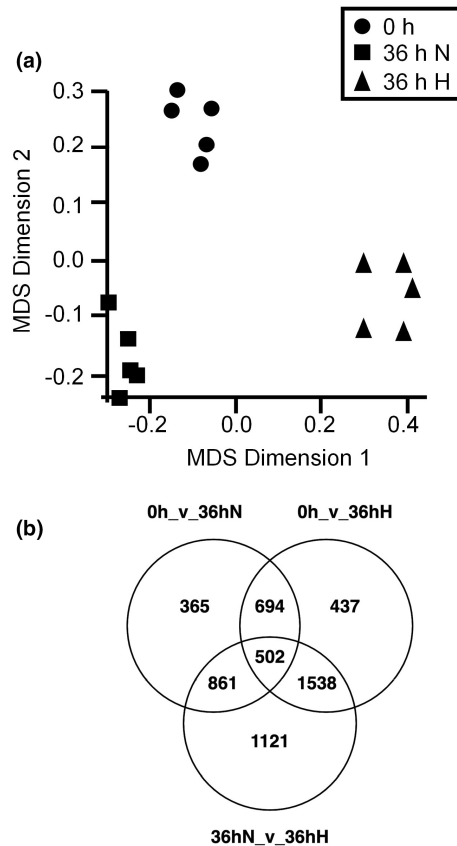 0 h
36 h N
36 h H
(a)
0.3
0.2
0.1
0.0
-0.1
-0.2
MDS Dimension 2
-0.2 0.0 0.2 0.4
MDS Dimension 1
(b)
0h_v_36hN 0h_v_36hH
365 694 437
502
861 1538
1121
36hN_v_36hH